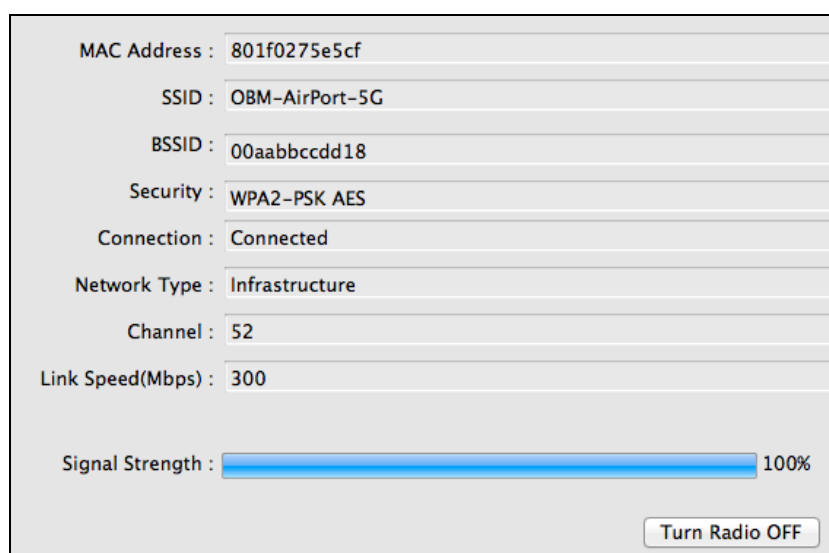 MAC Address : 801f0275e5cf
SSID : OBM-AirPort-5G
BSSID : 00aabbccdd18
Security : WPA2-PSK AES
Connection : Connected
Network Type : Infrastructure
Channel : 52
Link Speed(Mbps) : 300
Signal Strength : 100%
Turn Radio OFF